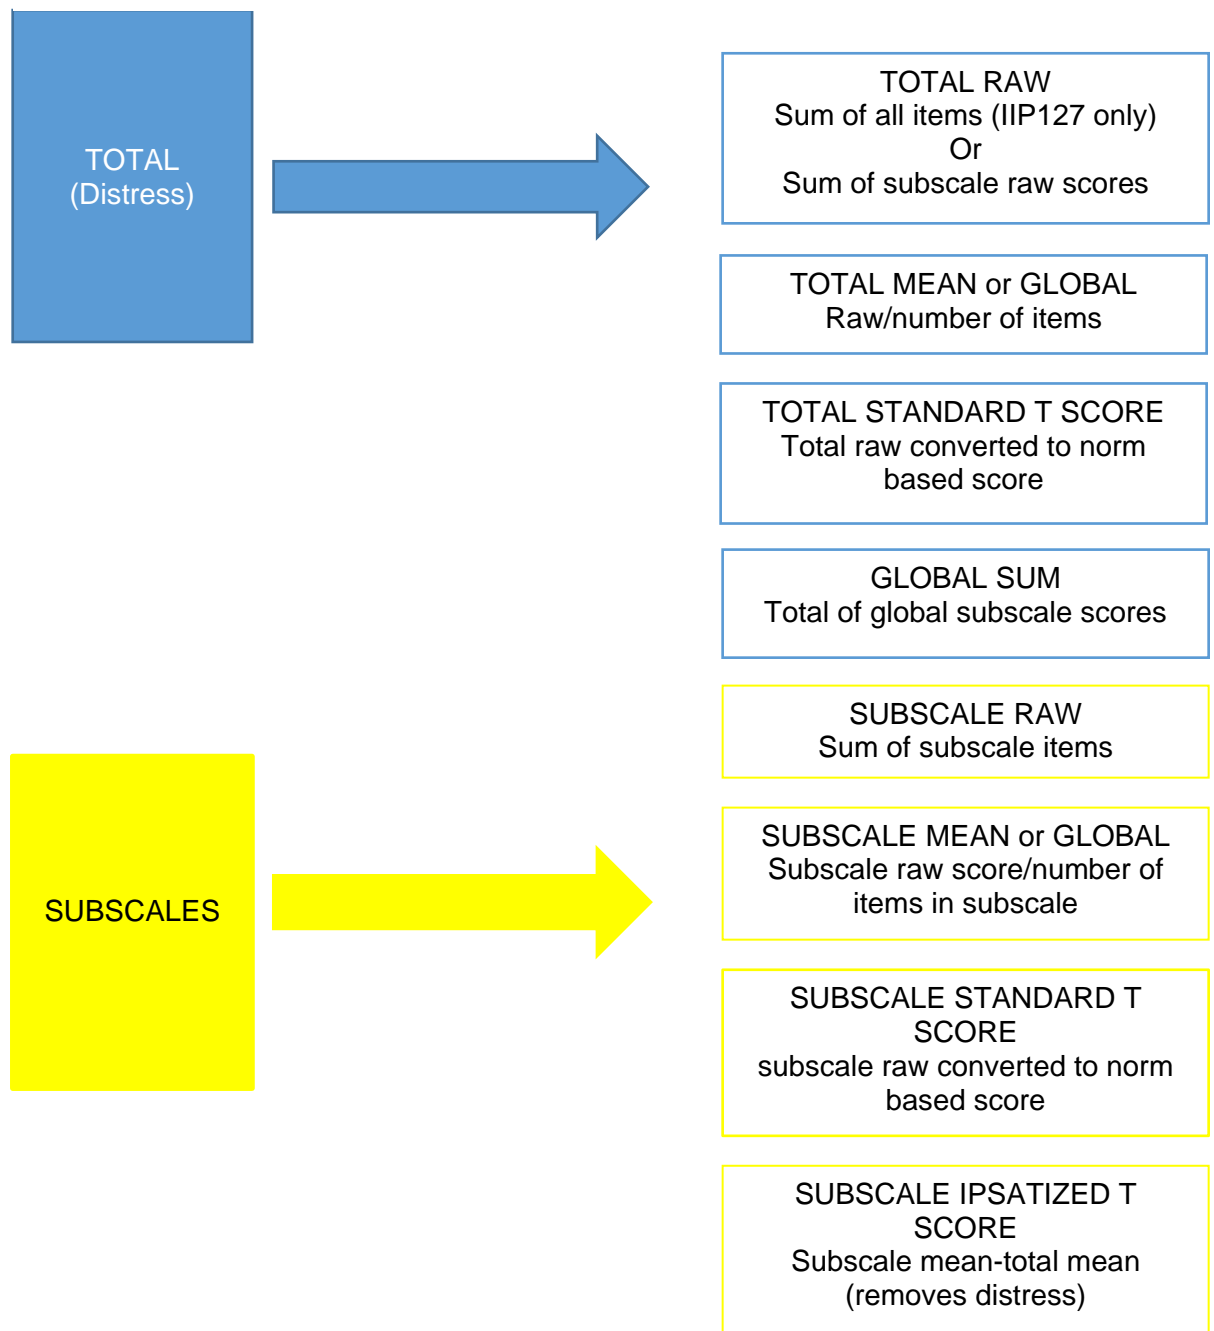 TOTAL
(Distress)
TOTAL RAW
Sum of all items (IIP127 only)
Or
Sum of subscale raw scores
TOTAL MEAN or GLOBAL
Raw/number of items
TOTAL STANDARD T SCORE
Total raw converted to norm
based score
GLOBAL SUM
Total of global subscale scores
SUBSCALES
SUBSCALE RAW
Sum of subscale items
SUBSCALE MEAN or GLOBAL
Subscale raw score/number of
items in subscale
SUBSCALE STANDARD T
SCORE
subscale raw converted to norm
based score
SUBSCALE IPSATIZED T
SCORE
Subscale mean-total mean
(removes distress)